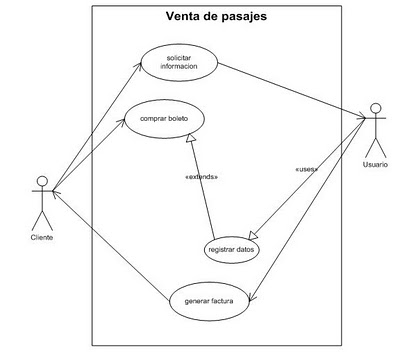 Venta de pasajes
solicitar
informacion
comprar boleto
Usuario
«extends»
«uses»
Cliente
registrar datos
generar factura